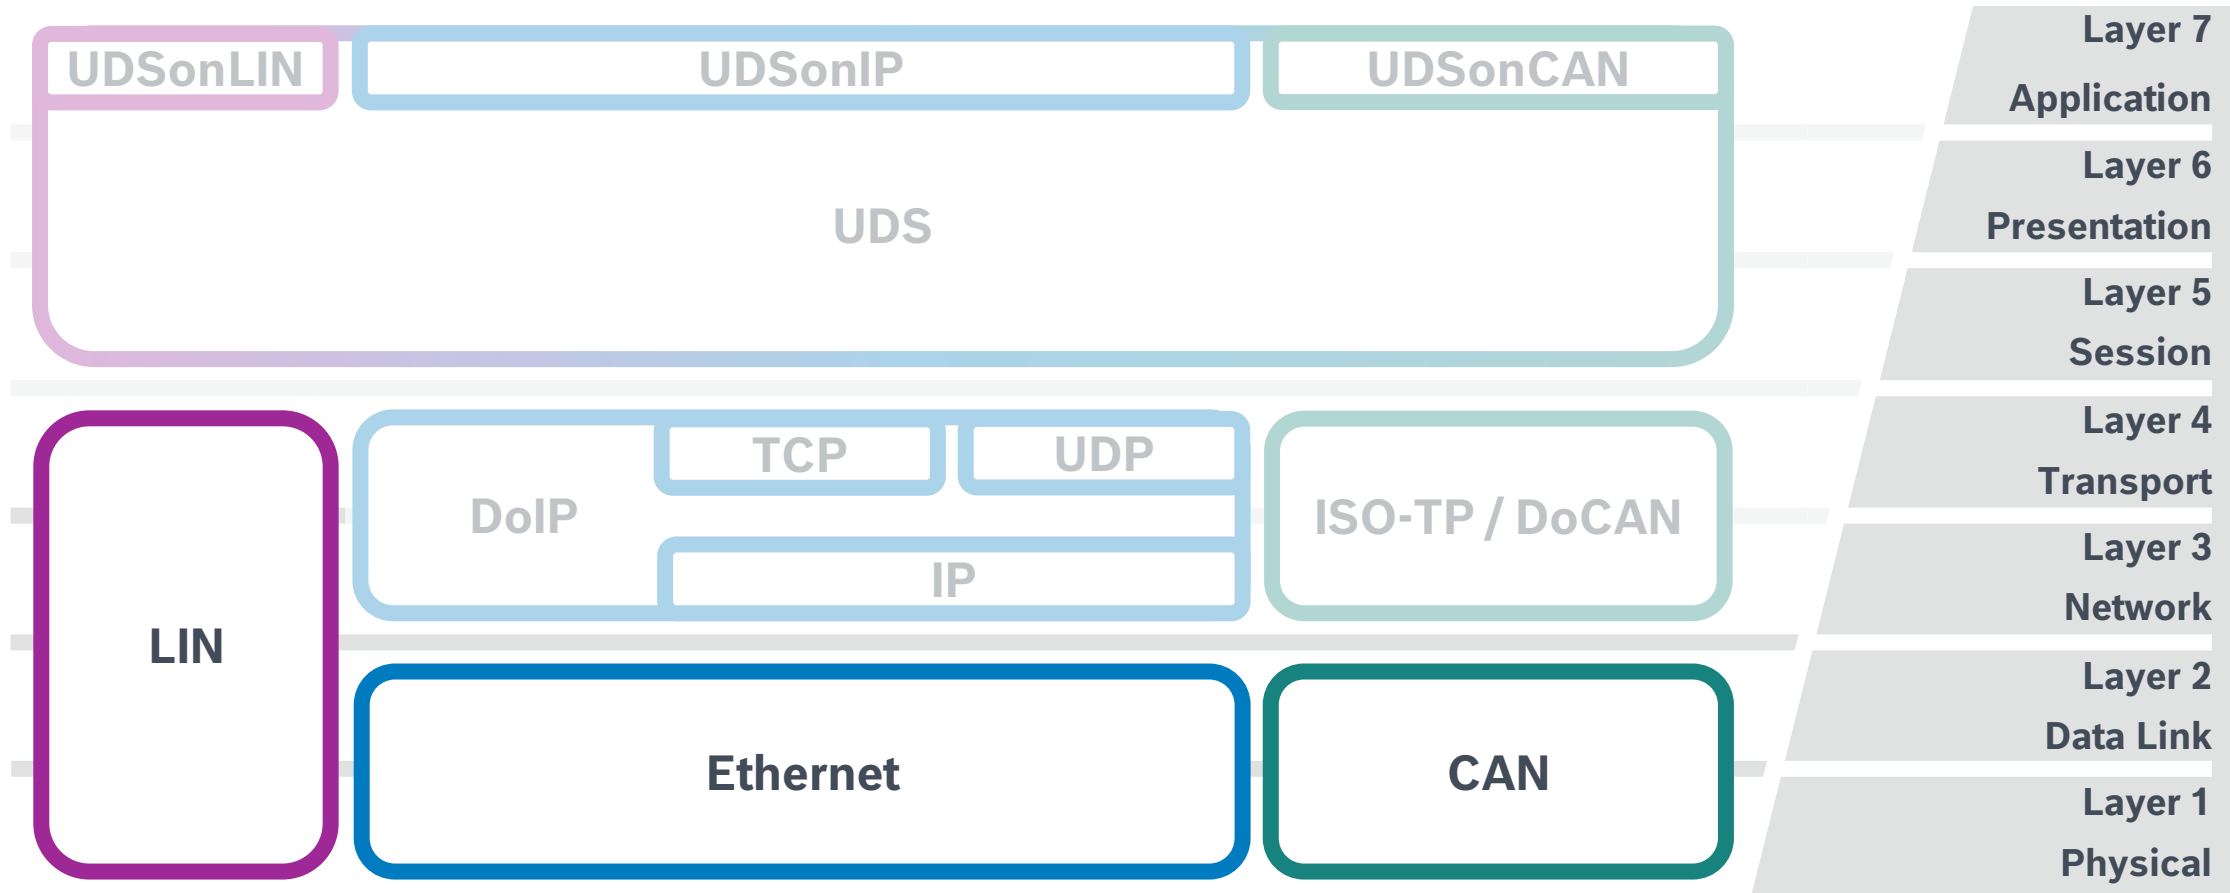 UDSonLIN
UDSonIP
UDSonCAN
UDS
LIN
DoIP
TCP
UDP
IP
ISO-TP / DoCAN
Ethernet
CAN
Layer 7
Application
Layer 6
Presentation
Layer 5
Session
Layer 4
Transport
Layer 3
Network
Layer 2
Data Link
Layer 1
Physical